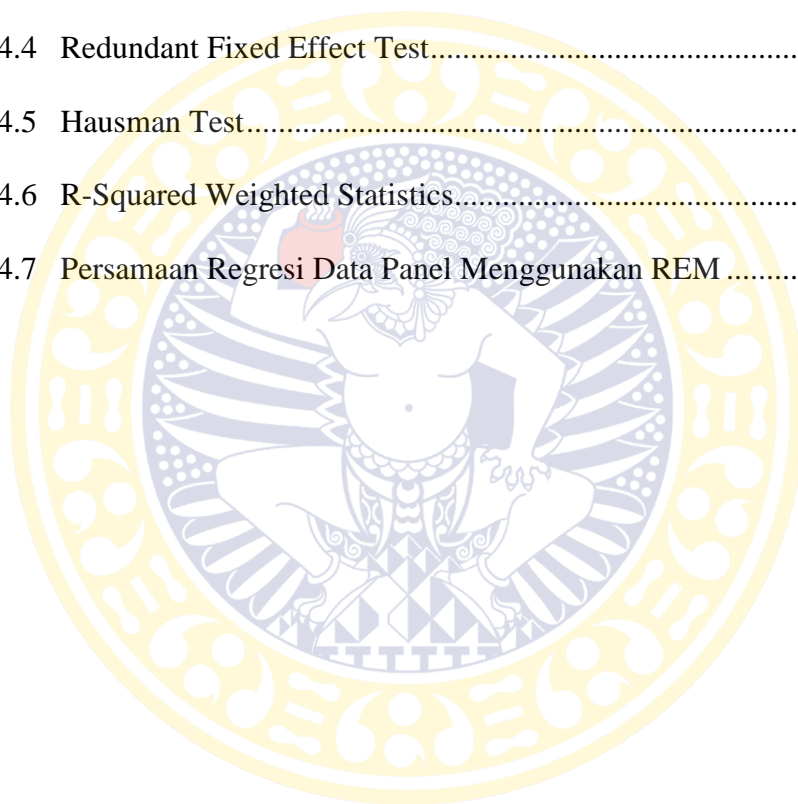 4.4 Redundant Fixed Effect Test.............................................
4.5 Hausman Test....................................................................
4.6 R-Squared Weighted Statistics..........................................
4.7 Persamaan Regresi Data Panel Menggunakan REM .........